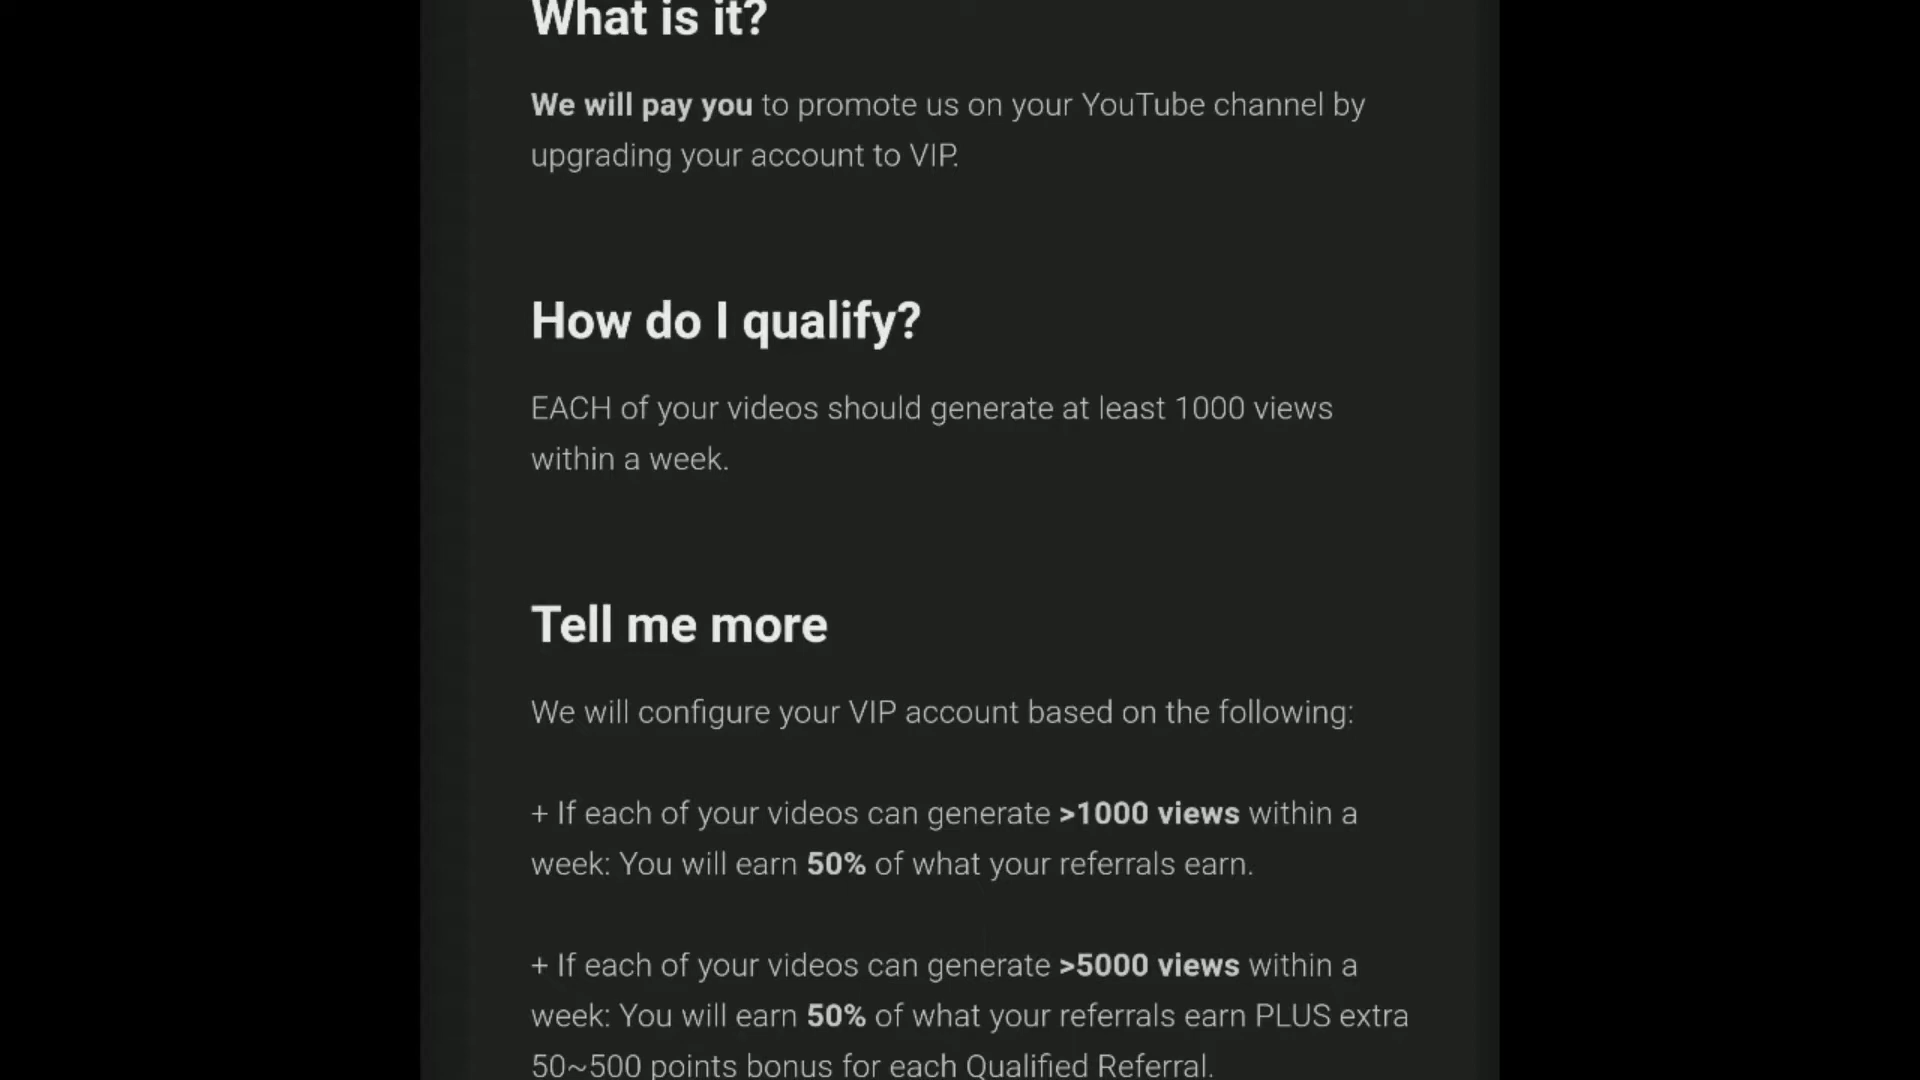 What is it?
We will pay you to promote us on your YouTube channel by
upgrading your account to VIP.
How do I qualify?
EACH of your videos should generate at least 1000 views
within a week.
Tell me more
We will configure your VIP account based on the following:
+ If each of your videos can generate >1000 views within a
week: You will earn 50% of what your referrals earn.
+ If each of your videos can generate >5000 views within a
week: You will earn 50% of what your referrals earn PLUS extra
50~500 points bonus for each Qualified Referral.